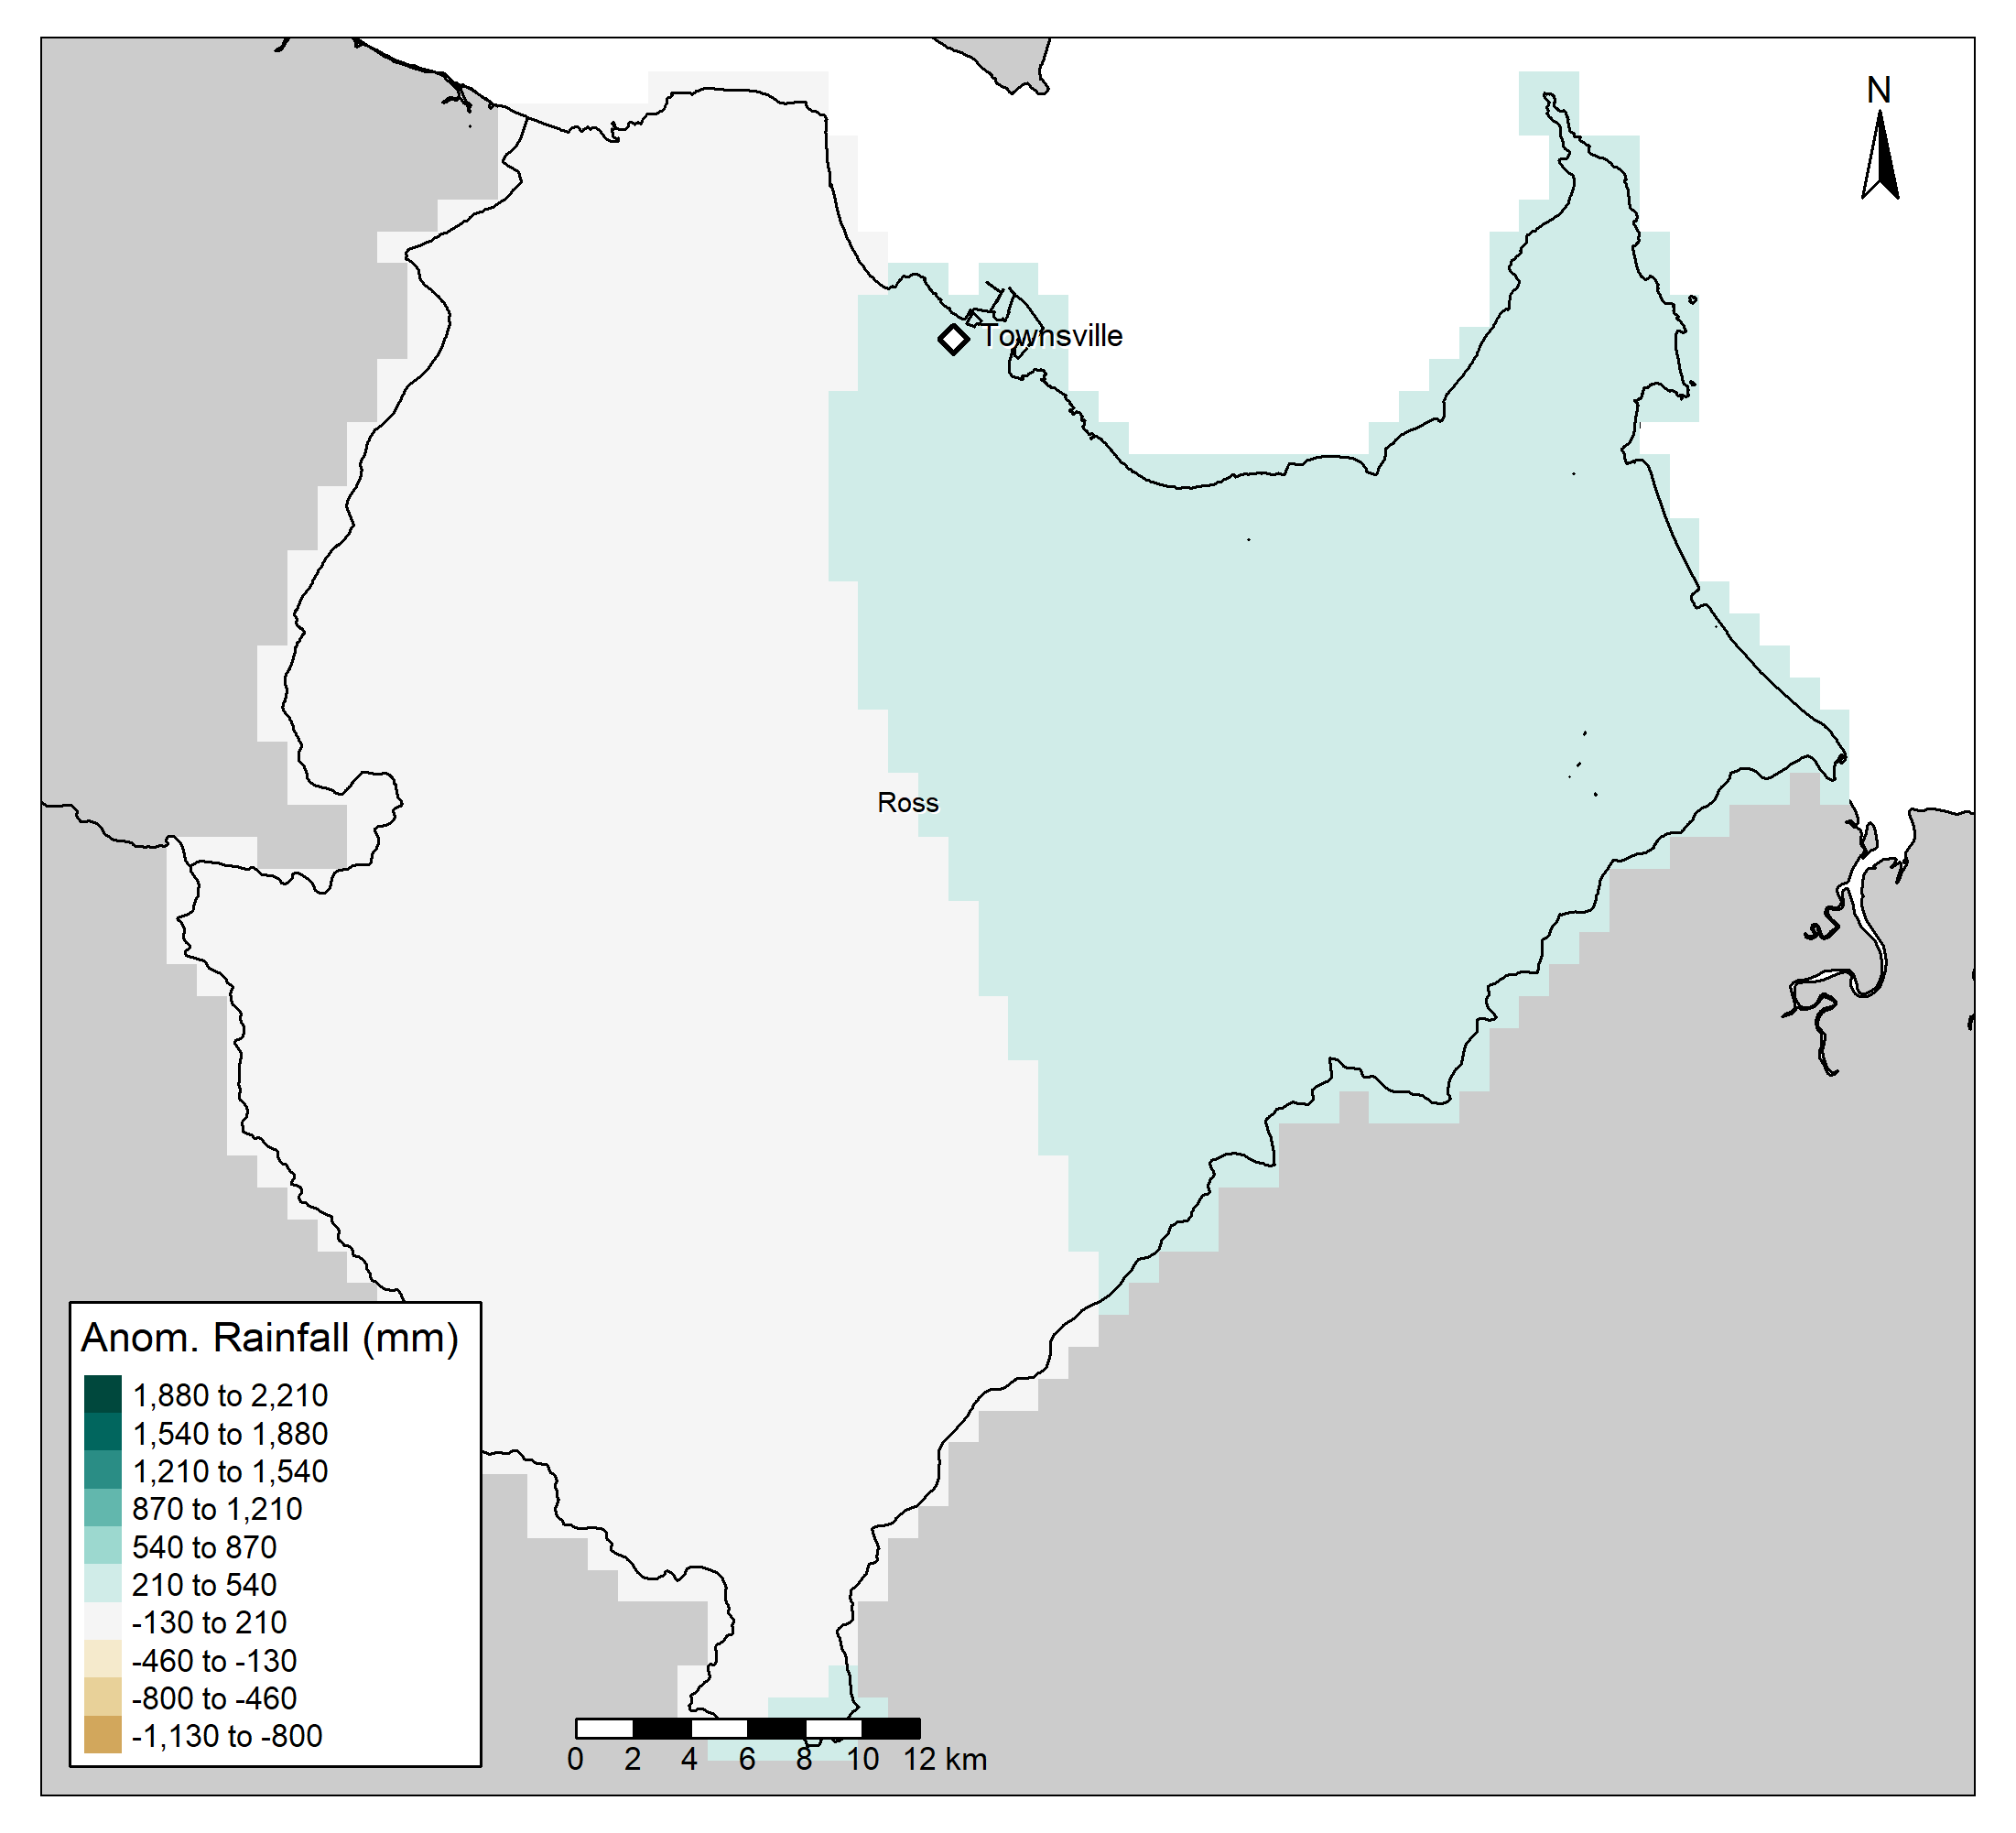 N
Townsville
Ross
Anom. Rainfall (mm)
1,880 to 2,210
1,540 to 1,880
1,210 to 1,540
870 to 1,210
540 to 870
210 to 540
-130 to 210
-460 to -130
-800 to -460
-1,130 to -800
0 2 4 6 8 10 12 km